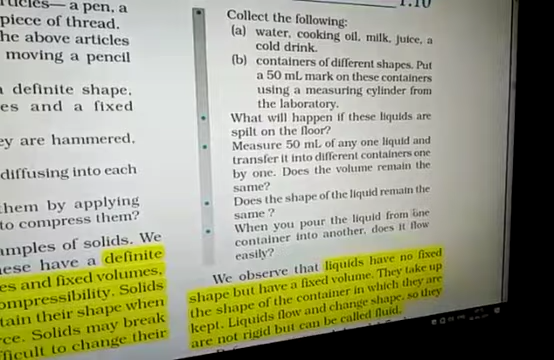 a pen, a
piece of thread.
he above articles
moving a pencil
definite shape,
es and a fixed
ey are hammered,
diffusing into each
them by applying
to compress them?
amples of solids. We
ese have a definite
es and fixed volumes,
ompressibility. Solids
tain their shape when
ce. Solids may break
fficult to change their
1.10
Collect the following:
(a) water, cooking oil, milk, juice, a
cold drink.
(b) containers of different shapes. Put
a 50 mL mark on these containers
using a measuring cylinder from
the laboratory.
What will happen if these liquids are
spilt on the floor?
Measure 50 mL of any one liquid and
transfer it into different containers one
by one. Does the volume remain the
same?
Does the shape of the liquid remain the
same ?
When you pour the liquid from one
container into another, does it flow
easily?
We observe that liquids have no fixed
shape but have a fixed volume. They take up
the shape of the container in which they are
kept. Liquids flow and change shape, so they
are not rigid but can be called fluid.